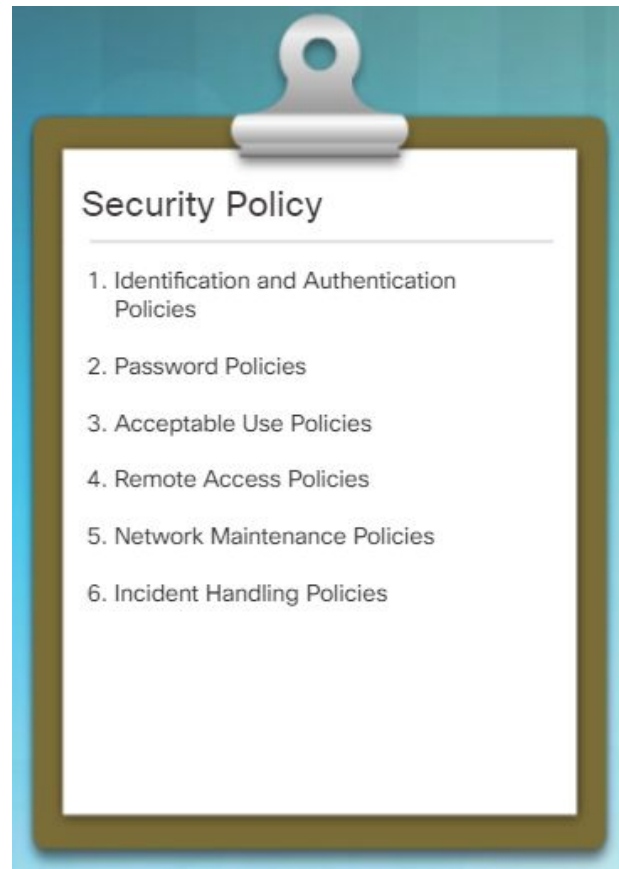 Security Policy
1. Identification and Authentication
Policies
2. Password Policies
3. Acceptable Use Policies
4. Remote Access Policies
5. Network Maintenance Policies
6. Incident Handling Policies